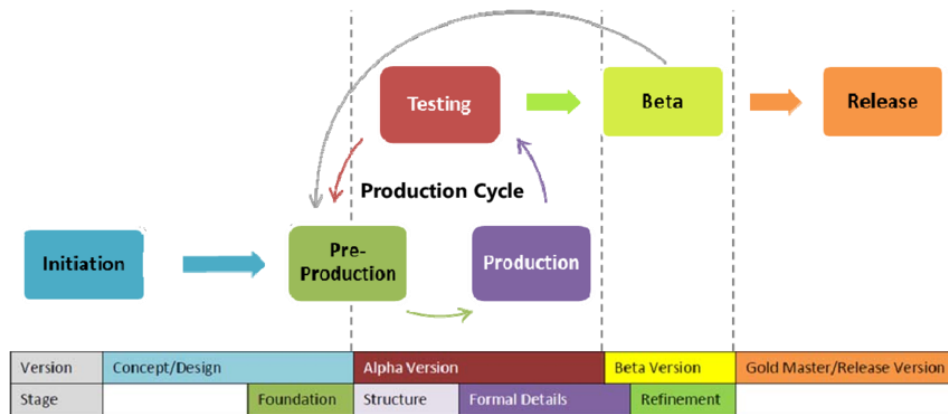 Testing
Beta
Release
Production Cycle
Initiation
Pre-
Production
Production
Version Concept/Design Alpha Version Beta Version Gold Master/Release Version
Stage Foundation Structure Formal Details Refinement